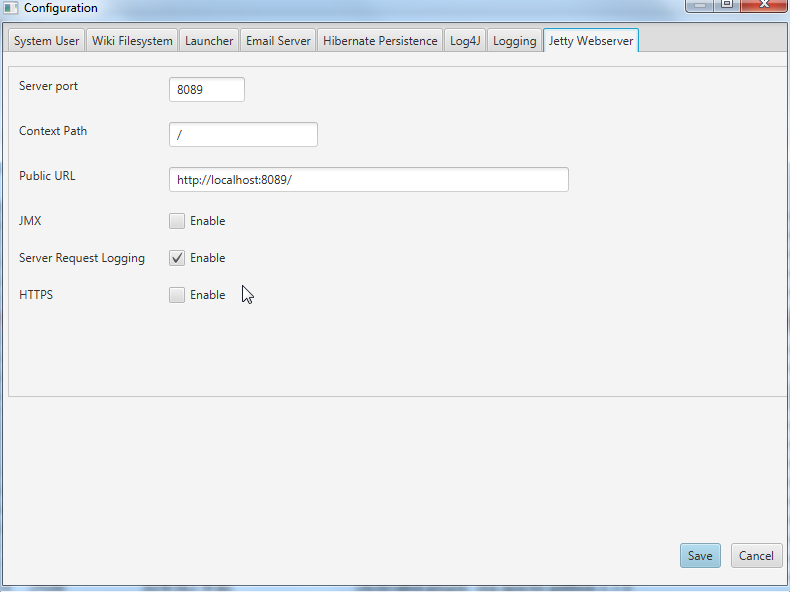 Configuration
System User Wiki Filesystem Launcher Email Server Hibernate Persistence Log4J Logging Jetty Webserver
Server port 8089
Context Path /
Public URL http://localhost:8089/
JMX Enable
Server Request Logging Enable
HTTPS Enable
Save Cancel